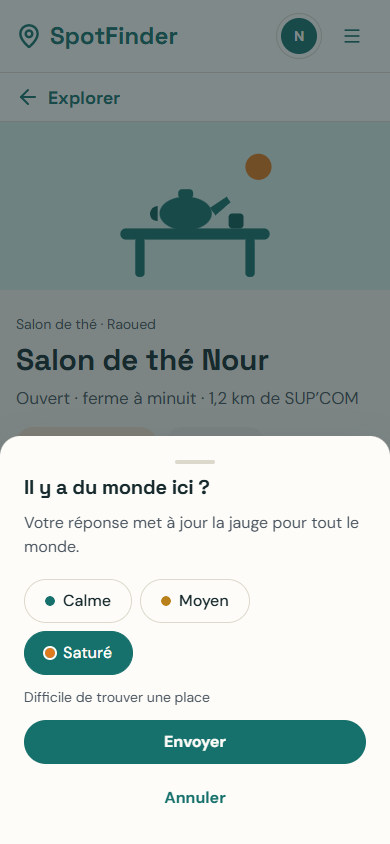 SpotFinder
N
Explorer
Salon de thé · Raoued
Salon de thé Nour
Ouvert · ferme à minuit · 1,2 km de SUP’COM
Il y a du monde ici ?
Votre réponse met à jour la jauge pour tout le
monde.
Calme
Moyen
Saturé
Difficile de trouver une place
Envoyer
Annuler